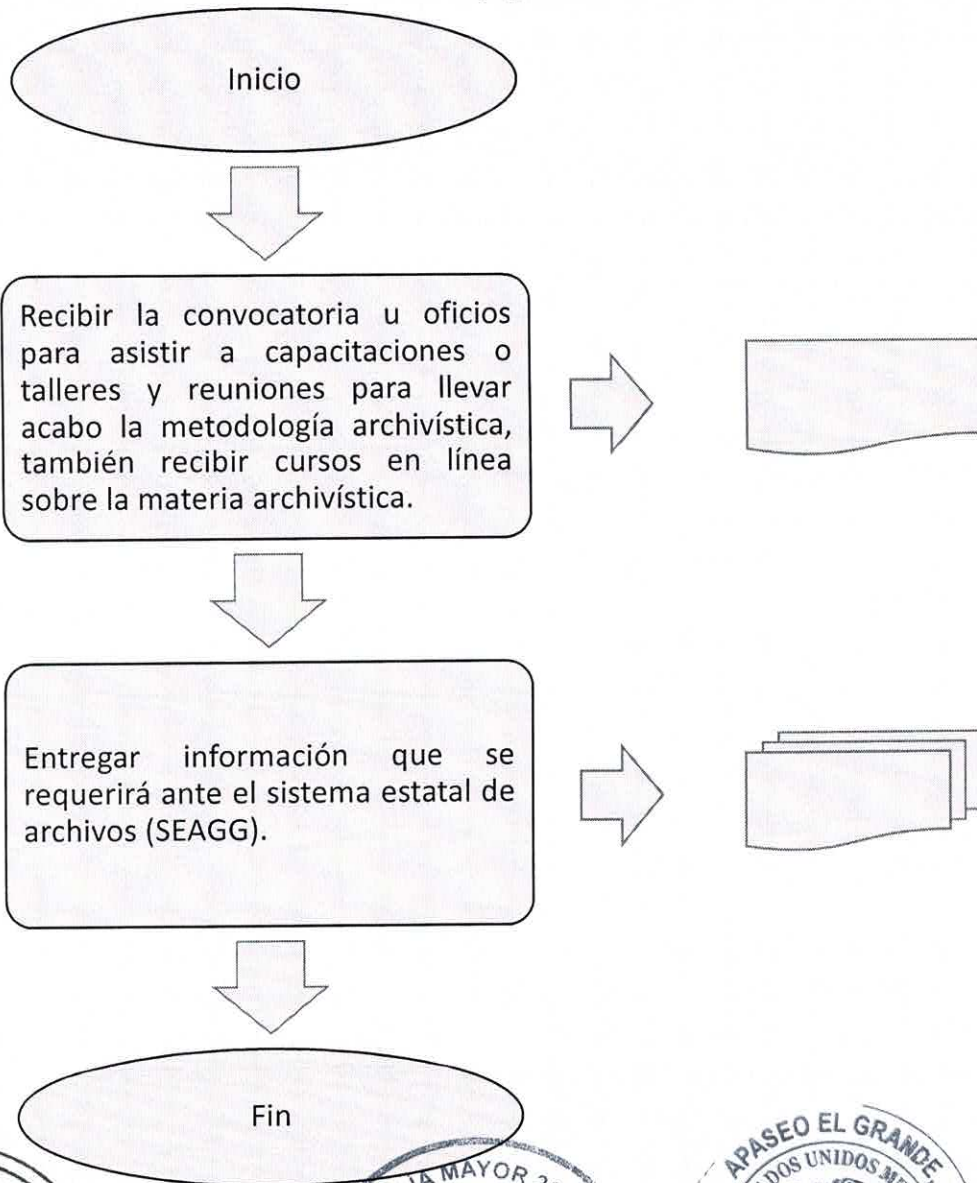 Inicio
Recibir la convocatoria u oficios
para asistir a capacitaciones o
talleres y reuniones para llevar
acabo la metodología archivística,
también recibir cursos en línea
sobre la materia archivística.
Entregar información que se
requerirá ante el sistema estatal de
archivos (SEAGG).
Fin
MAYOR
APASEO EL GRANDE,
UNIDOS